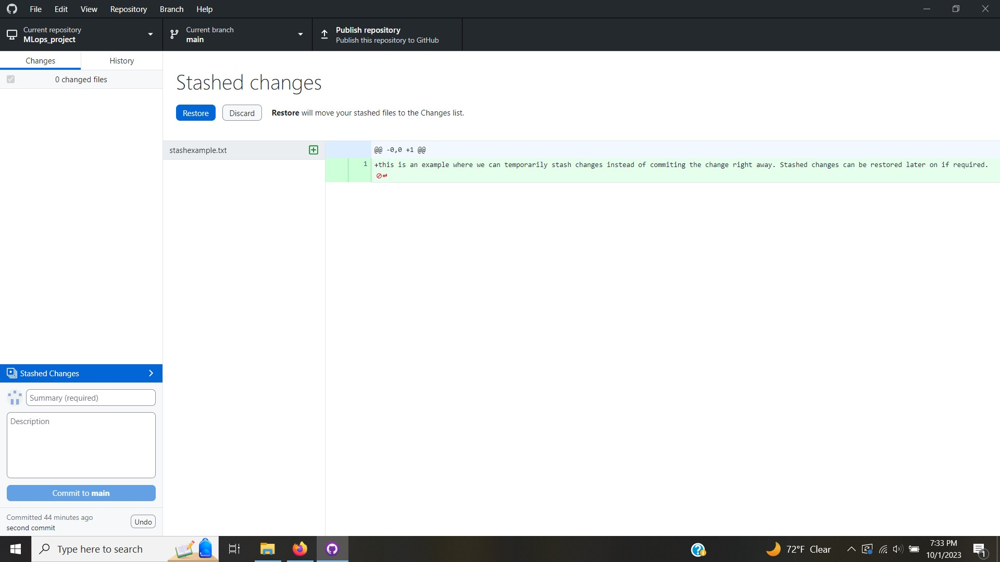 File Edit View Repository Branch Help
Current repository
MLops_project
Current branch
main
Publish repository
Publish this repository to GitHub
Changes
History
0 changed files
Stashed changes
Restore
Discard
Restore will move your stashed files to the Changes list.
stashexample.txt
@@ -0,0 +1 @@
1 +this is an example where we can temporarily stash changes instead of commiting the change right away. Stashed changes can be restored later on if required.
Stashed Changes
Summary (required)
Description
Commit to main
Committed 44 minutes ago
second commit
Undo
Type here to search
72°F Clear
7:33 PM
10/1/2023
1